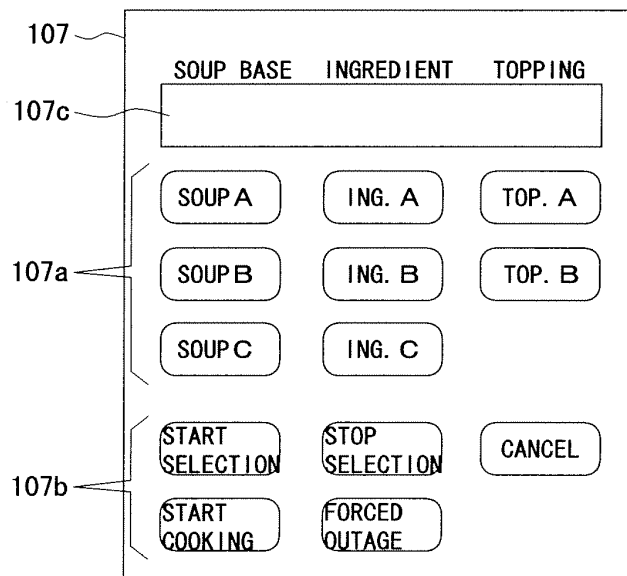 107
SOUP BASE INGREDIENT TOPPING
107c
SOUP A ING. A TOP. A
107a
SOUP B ING. B TOP. B
SOUP C ING. C
START SELECTION
STOP SELECTION
CANCEL
107b
START COOKING
FORCED OUTAGE